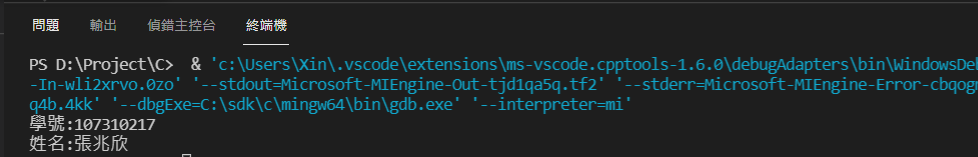 問題 輸出 偵錯主控台 終端機
PS D:\Project\C>  & 'c:\Users\Xin\.vscode\extensions\ms-vscode.cpptools-1.6.0\debugAdapters\bin\WindowsDeb
-In-wli2xrvo.0zo' '--stdout=Microsoft-MIEngine-Out-tjd1qa5q.tf2' '--stderr=Microsoft-MIEngine-Error-cbqogn
q4b.4kk' '--dbgExe=C:\sdk\c\mingw64\bin\gdb.exe' '--interpreter=mi'
學號:107310217
姓名:張兆欣